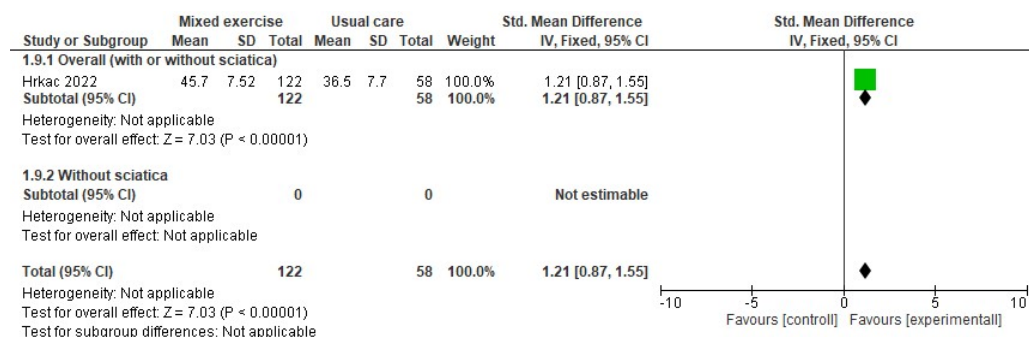 Mixed exercise Usual care Std. Mean Difference Std. Mean Difference
Study or Subgroup Mean SD Total Mean SD Total Weight IV, Fixed, 95% CI IV, Fixed, 95% CI
1.9.1 Overall (with or without sciatica)
Hrkac 2022 45.7 7.52 122 36.5 7.7 58 100.0% 1.21 [0.87, 1.55]
Subtotal (95% CI) 122 58 100.0% 1.21 [0.87, 1.55]
Heterogeneity: Not applicable
Test for overall effect: Z = 7.03 (P < 0.00001)
1.9.2 Without sciatica
Subtotal (95% CI) 0 0 Not estimable
Heterogeneity: Not applicable
Test for overall effect: Not applicable
Total (95% CI) 122 58 100.0% 1.21 [0.87, 1.55]
Heterogeneity: Not applicable
Test for overall effect: Z = 7.03 (P < 0.00001)
Test for subgroup differences: Not applicable
-10 -5 0 5 10
Favours [controll] Favours [experimentall]